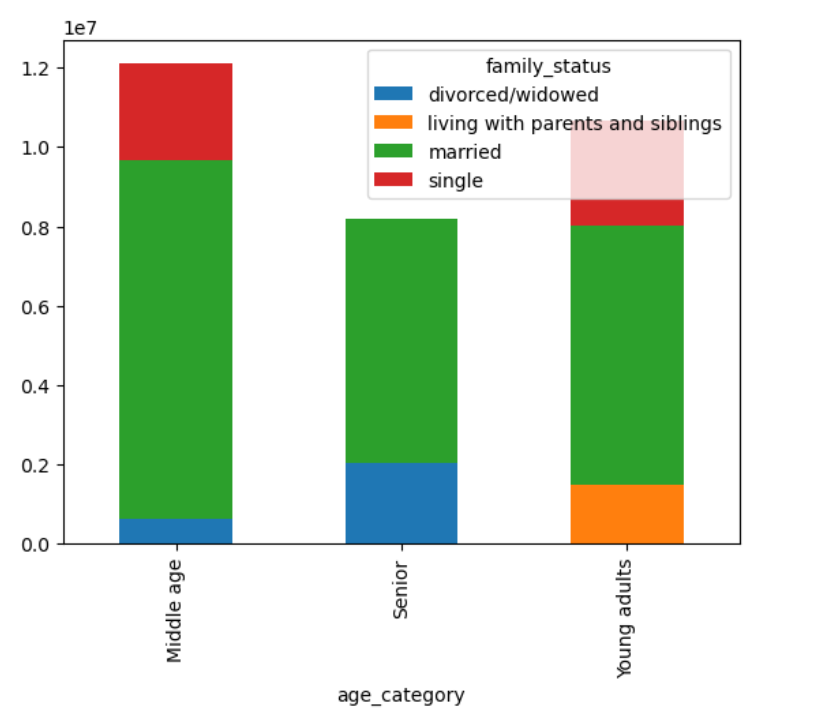 1e7
1.2
1.0
0.8
0.6
0.4
0.2
0.0
family_status
divorced/widowed
living with parents and siblings
married
single
Middle age
Senior
Young adults
age_category